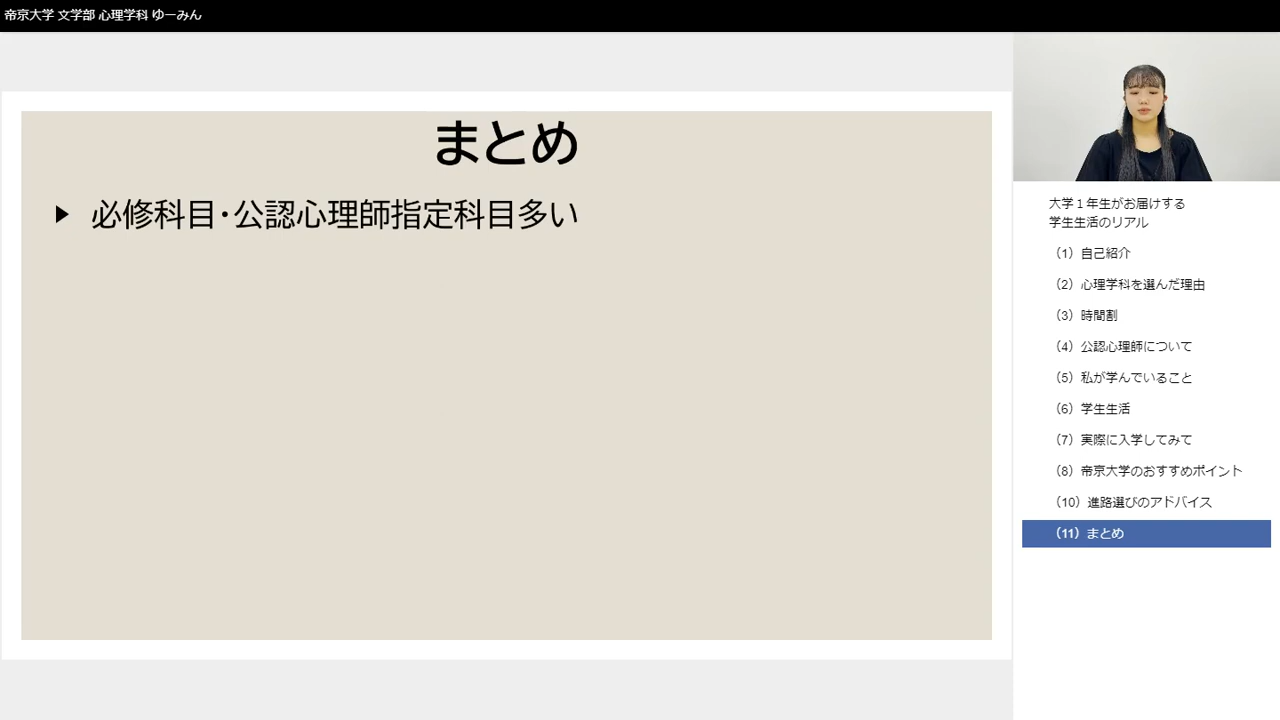 帝京大学 文学部 心理学科 ゆーみん
まとめ
必修科目・公認心理師指定科目多い
大学１年生がお届けする
学生生活のリアル
（1）自己紹介
（2）心理学科を選んだ理由
（3）時間割
（4）公認心理師について
（5）私が学んでいること
（6）学生生活
（7）実際に入学してみて
（8）帝京大学のおすすめポイント
（10）進路選びのアドバイス
（11）まとめ